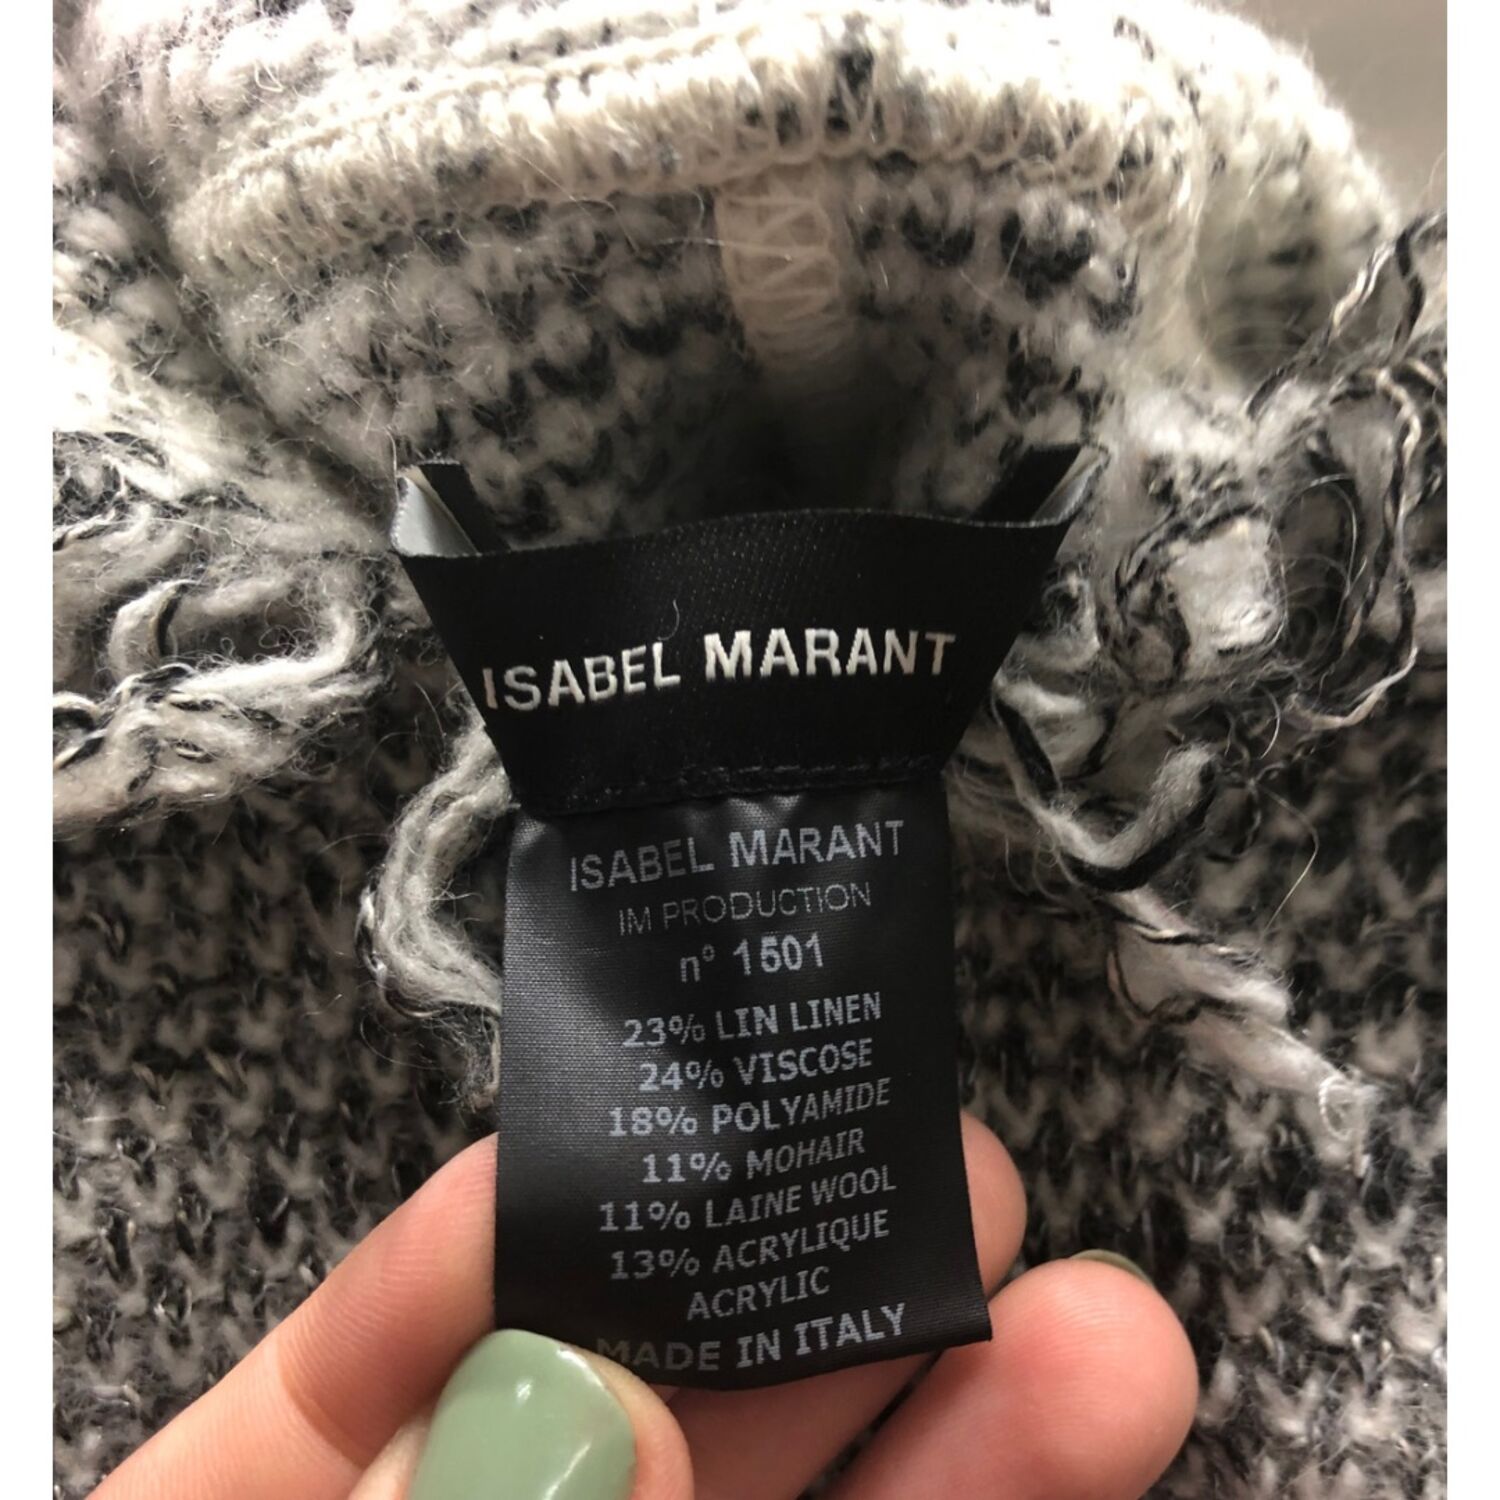 ISABEL MARANT
ISABEL MARANT
IM PRODUCTION
n° 1501
23% LIN LINEN
24% VISCOSE
18% POLYAMIDE
11% MOHAIR
11% LAINE WOOL
13% ACRYLIQUE
ACRYLIC
MADE IN ITALY